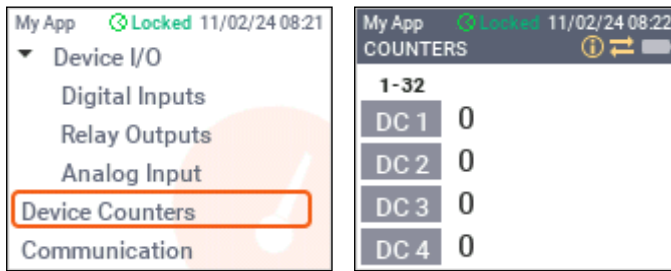 My App Locked 11/02/24 08:21
Device I/O
Digital Inputs
Relay Outputs
Analog Input
Device Counters
Communication
My App Locked 11/02/24 08:22
COUNTERS
1-32
DC 1 0
DC 2 0
DC 3 0
DC 4 0